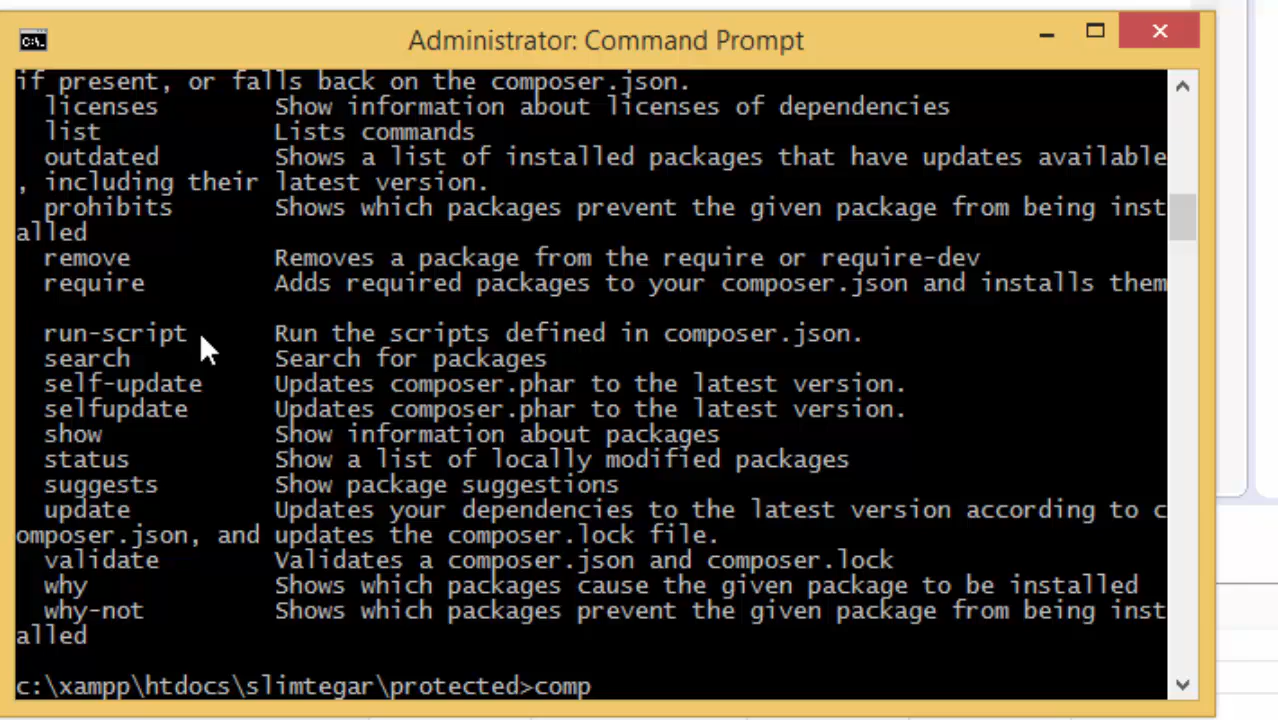 Administrator: Command Prompt
if present, or falls back on the composer.json.
licenses Show information about licenses of dependencies
list Lists commands
outdated Shows a list of installed packages that have updates available
, including their latest version.
prohibits Shows which packages prevent the given package from being inst
alled
remove Removes a package from the require or require-dev
require Adds required packages to your composer.json and installs them
run-script Run the scripts defined in composer.json.
search Search for packages
self-update Updates composer.phar to the latest version.
selfupdate Updates composer.phar to the latest version.
show Show information about packages
status Show a list of locally modified packages
suggests Show package suggestions
update Updates your dependencies to the latest version according to c
omposer.json, and updates the composer.lock file.
validate Validates a composer.json and composer.lock
why Shows which packages cause the given package to be installed
why-not Shows which packages prevent the given package from being inst
alled
c:\xampp\htdocs\slimtegar\protected>comp